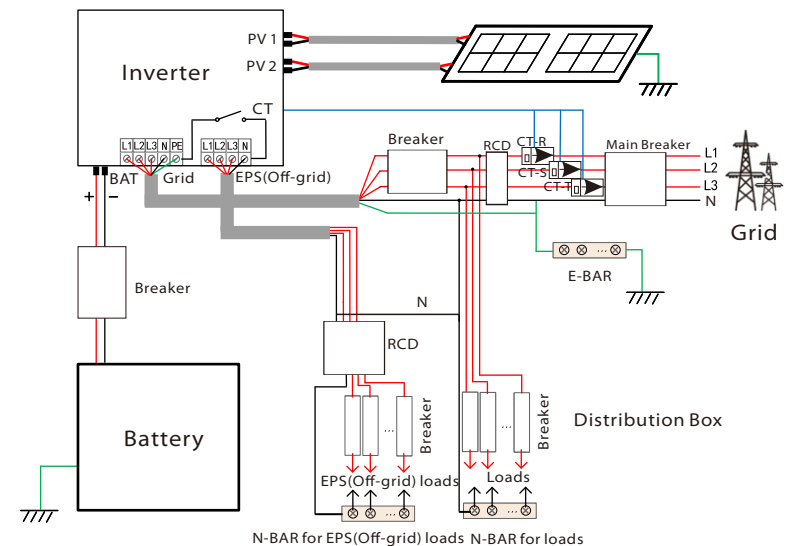 PV 1
PV 2
Inverter
CT
L1 L2 L3 N PE
L1 L2 L3 N
BAT
Grid
EPS(Off-grid)
+
−
Breaker
RCD
CT-R
CT-S
CT-T
Main Breaker
L1
L2
L3
N
Grid
E-BAR
Breaker
N
RCD
Battery
Breaker
Breaker
Distribution Box
EPS(Off-grid) loads
Loads
N-BAR for EPS(Off-grid) loads
N-BAR for loads